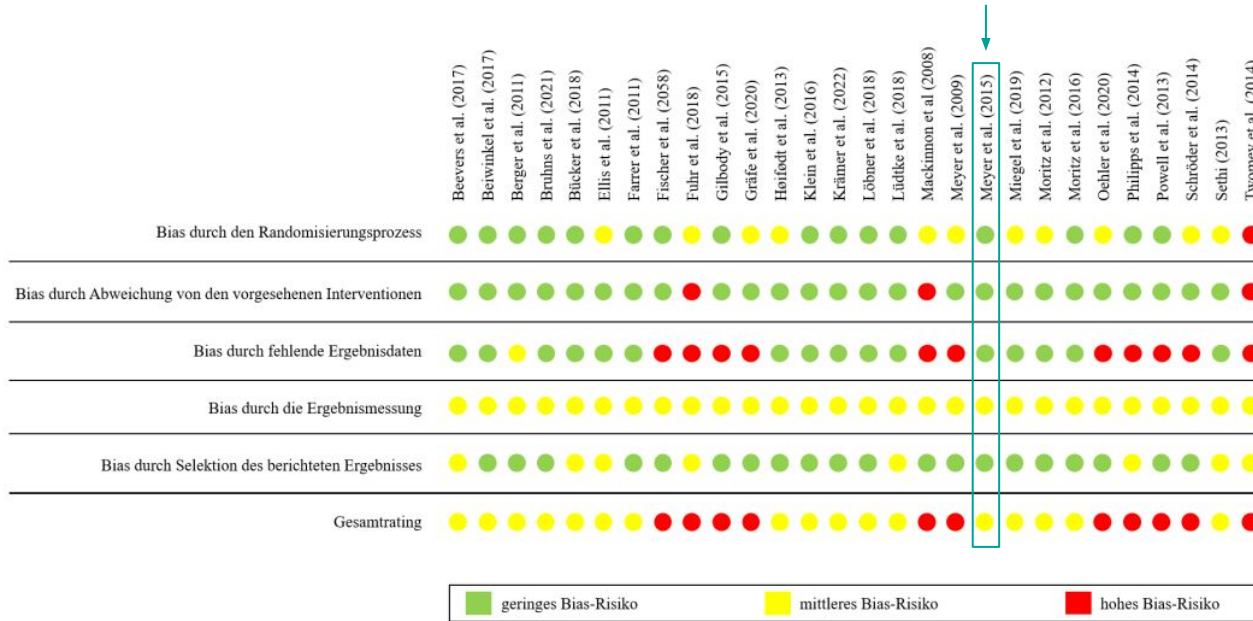 Beevers et al. (2017)
Beiwinkel et al. (2017)
Berger et al. (2011)
Bruhns et al. (2021)
Bücker et al. (2018)
Ellis et al. (2011)
Farrer et al. (2011)
Fischer et al. (2058)
Fuhr et al. (2018)
Gilbody et al. (2015)
Gräfe et al. (2020)
Høifødt et al. (2013)
Klein et al. (2016)
Krämer et al. (2022)
Löbner et al. (2018)
Lüdtke et al. (2018)
Mackinnon et al (2008)
Meyer et al. (2009)
Meyer et al. (2015)
Miegel et al. (2019)
Moritz et al. (2012)
Moritz et al. (2016)
Oehler et al. (2020)
Philipps et al. (2014)
Powell et al. (2013)
Schröder et al. (2014)
Sethi (2013)
Twomey et al. (2014)
Bias durch den Randomisierungsprozess
Bias durch Abweichung von den vorgesehenen Interventionen
Bias durch fehlende Ergebnisdaten
Bias durch die Ergebnismessung
Bias durch Selektion des berichteten Ergebnisses
Gesamtrating
geringes Bias-Risiko
mittleres Bias-Risiko
hohes Bias-Risiko